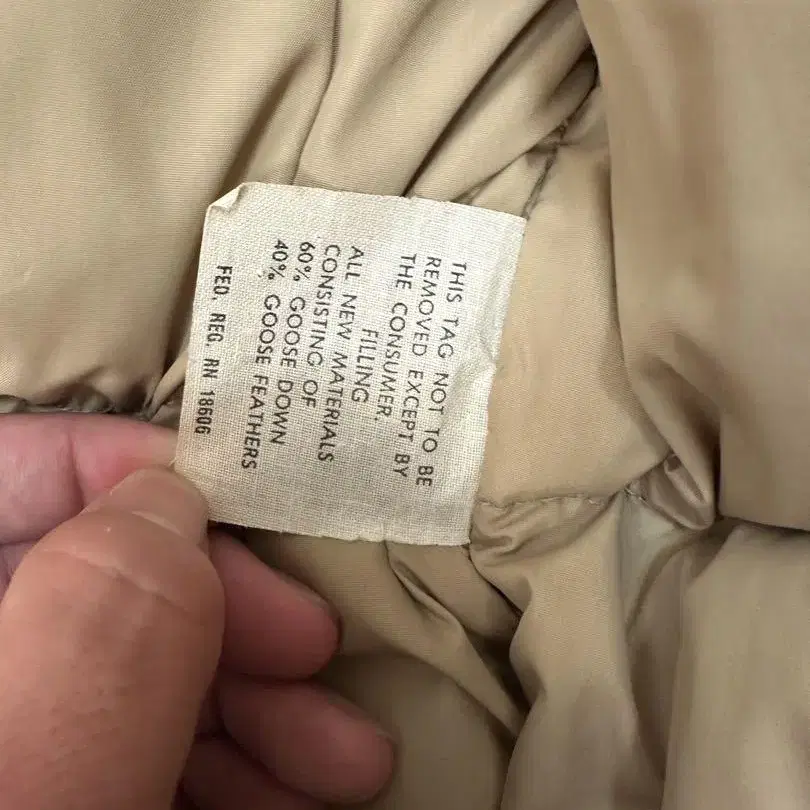 THIS TAG NOT TO BE
REMOVED EXCEPT BY
THE CONSUMER.
FILLING
ALL NEW MATERIALS
CONSISTING OF
60% GOOSE DOWN
40% GOOSE FEATHERS
FED. REG. RN 18606